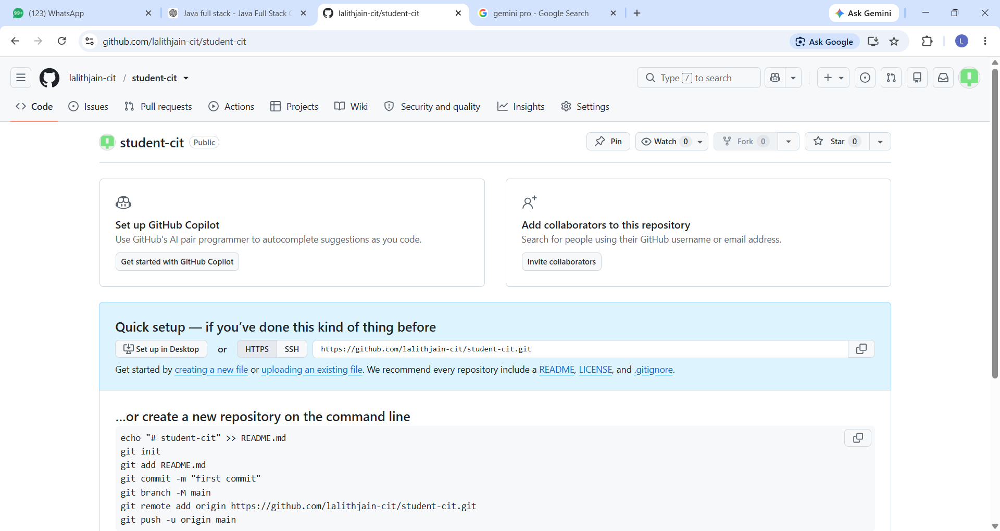 99+ (123) WhatsApp
Java full stack - Java Full Stack
lalithjain-cit/student-cit
gemini pro - Google Search
Ask Gemini
github.com/lalithjain-cit/student-cit
Ask Google
L
lalithjain-cit / student-cit
Type / to search
Code
Issues
Pull requests
Actions
Projects
Wiki
Security and quality
Insights
Settings
student-cit Public
Pin
Watch 0
Fork 0
Star 0
Set up GitHub Copilot
Use GitHub's AI pair programmer to autocomplete suggestions as you code.
Get started with GitHub Copilot
Add collaborators to this repository
Search for people using their GitHub username or email address.
Invite collaborators
Quick setup — if you’ve done this kind of thing before
Set up in Desktop or HTTPS SSH https://github.com/lalithjain-cit/student-cit.git
Get started by creating a new file or uploading an existing file. We recommend every repository include a README, LICENSE, and .gitignore.
...or create a new repository on the command line
echo "# student-cit" >> README.md
git init
git add README.md
git commit -m "first commit"
git branch -M main
git remote add origin https://github.com/lalithjain-cit/student-cit.git
git push -u origin main